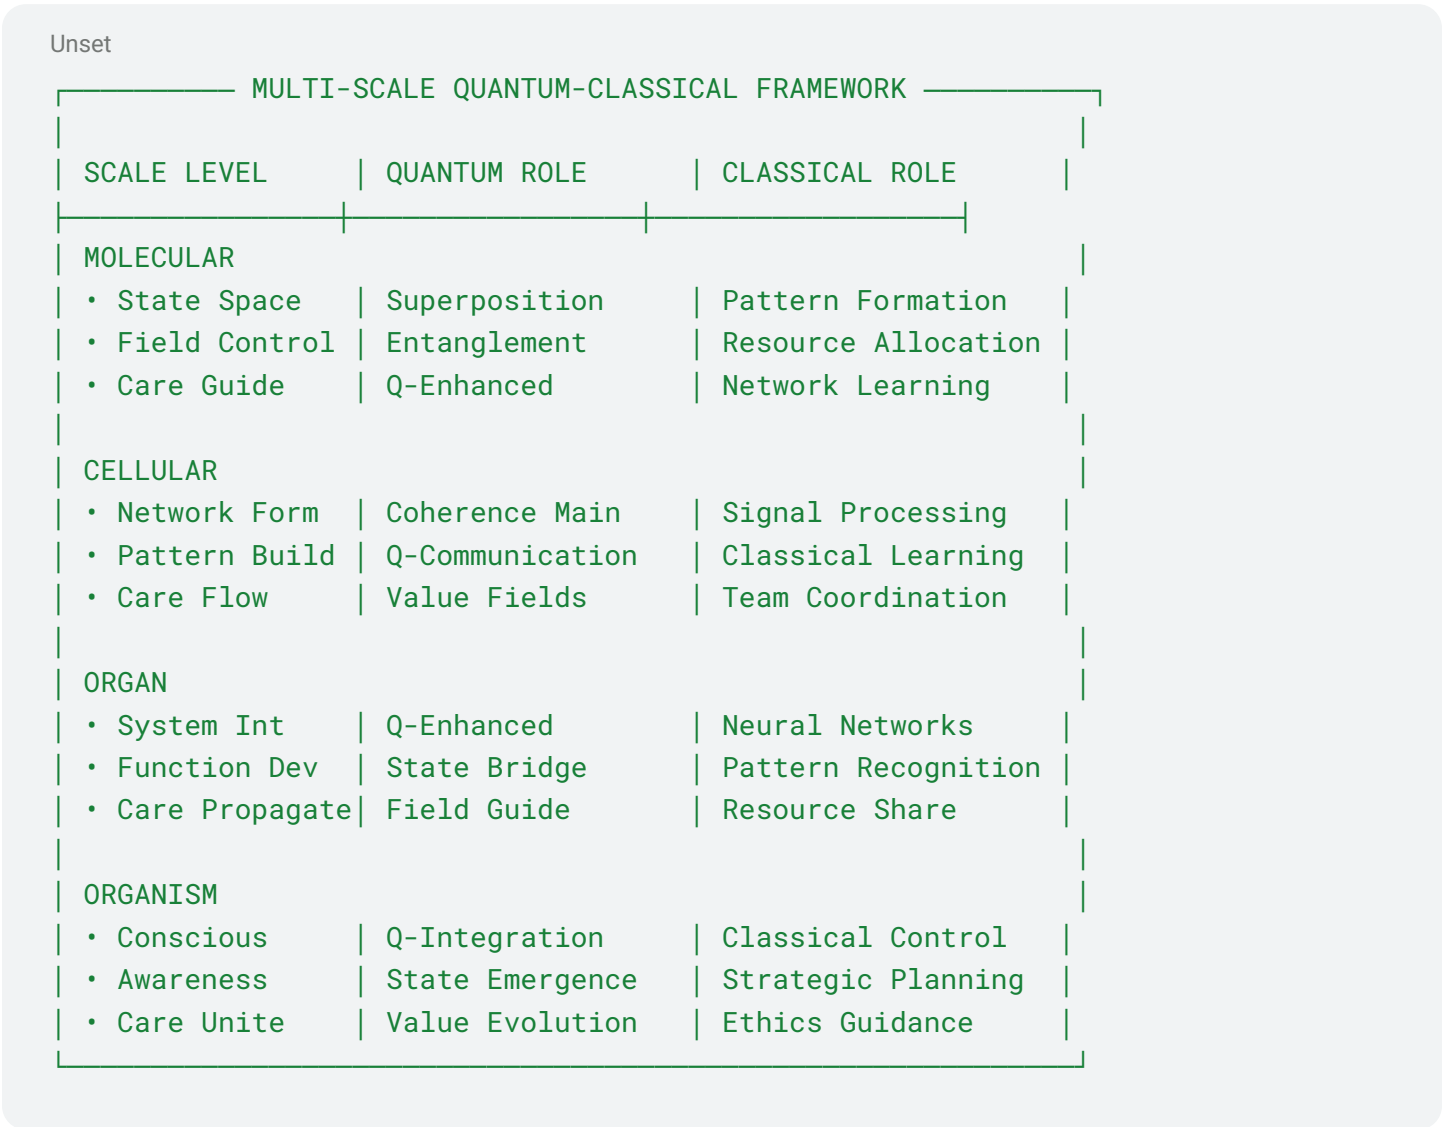 Unset
┌────────── MULTI-SCALE QUANTUM-CLASSICAL FRAMEWORK ──────────┐
│                                                             │
│ SCALE LEVEL     │ QUANTUM ROLE      │ CLASSICAL ROLE      │
├────────────────┼─────────────────┼──────────────────┤
│ MOLECULAR                                                   │
│ • State Space   │ Superposition     │ Pattern Formation   │
│ • Field Control │ Entanglement      │ Resource Allocation │
│ • Care Guide    │ Q-Enhanced        │ Network Learning    │
│                                                             │
│ CELLULAR                                                    │
│ • Network Form  │ Coherence Main    │ Signal Processing   │
│ • Pattern Build │ Q-Communication   │ Classical Learning  │
│ • Care Flow     │ Value Fields      │ Team Coordination   │
│                                                             │
│ ORGAN                                                       │
│ • System Int    │ Q-Enhanced        │ Neural Networks     │
│ • Function Dev  │ State Bridge      │ Pattern Recognition │
│ • Care Propagate│ Field Guide       │ Resource Share      │
│                                                             │
│ ORGANISM                                                    │
│ • Conscious     │ Q-Integration     │ Classical Control   │
│ • Awareness     │ State Emergence   │ Strategic Planning  │
│ • Care Unite    │ Value Evolution   │ Ethics Guidance     │
└─────────────────────────────────────────────────────────────┘